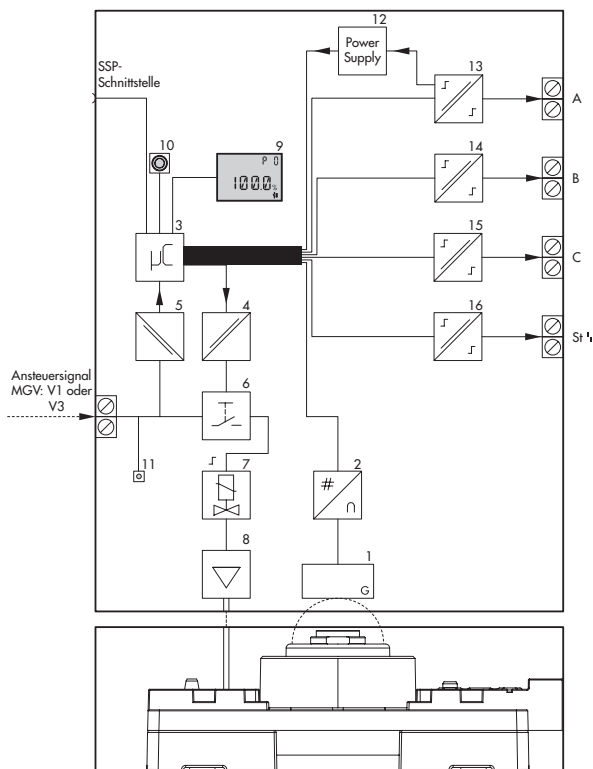 12
Power
Supply
SSP-
Schnittstelle
13
A
10
9
P 0
100.0%
14
B
3
µC
15
C
5
4
16
St
Ansteuersignal
MGV: V1 oder
V3
6
11
7
2
#
∩
8
1
G